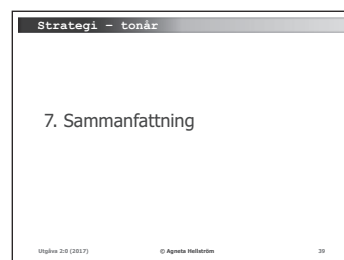 Strategi – tonår
7. Sammanfattning
Utgåva 2:0 (2017) © Agneta Hellström 39